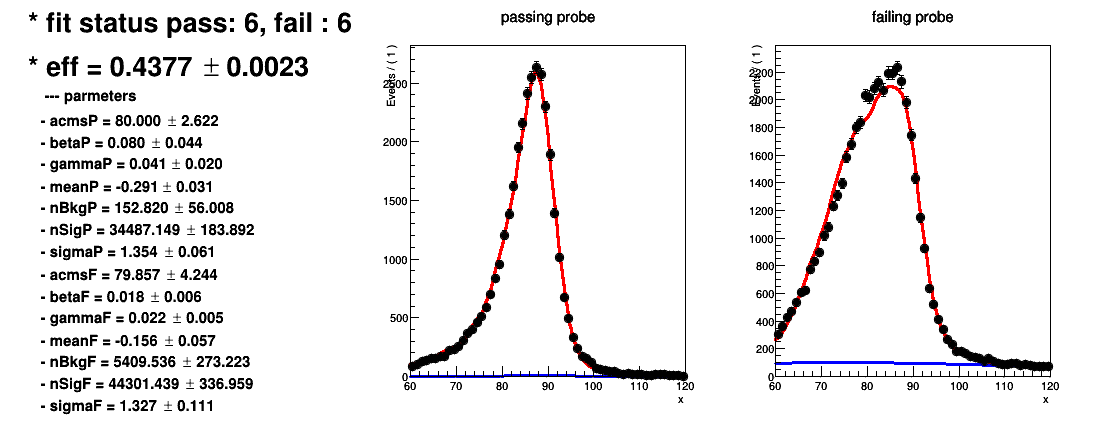 * fit status pass: 6, fail : 6
* eff = 0.4377 ± 0.0023
--- parmeters
- acmsP = 80.000 ± 2.622
- betaP = 0.080 ± 0.044
- gammaP = 0.041 ± 0.020
- meanP = -0.291 ± 0.031
- nBkgP = 152.820 ± 56.008
- nSigP = 34487.149 ± 183.892
- sigmaP = 1.354 ± 0.061
- acmsF = 79.857 ± 4.244
- betaF = 0.018 ± 0.006
- gammaF = 0.022 ± 0.005
- meanF = -0.156 ± 0.057
- nBkgF = 5409.536 ± 273.223
- nSigF = 44301.439 ± 336.959
- sigmaF = 1.327 ± 0.111
passing probe
Events / ( 1 )
2500
2000
1500
1000
500
0
60 70 80 90 100 110 120
x
failing probe
Events / ( 1 )
2200
2000
1800
1600
1400
1200
1000
800
600
400
200
0
60 70 80 90 100 110 120
x